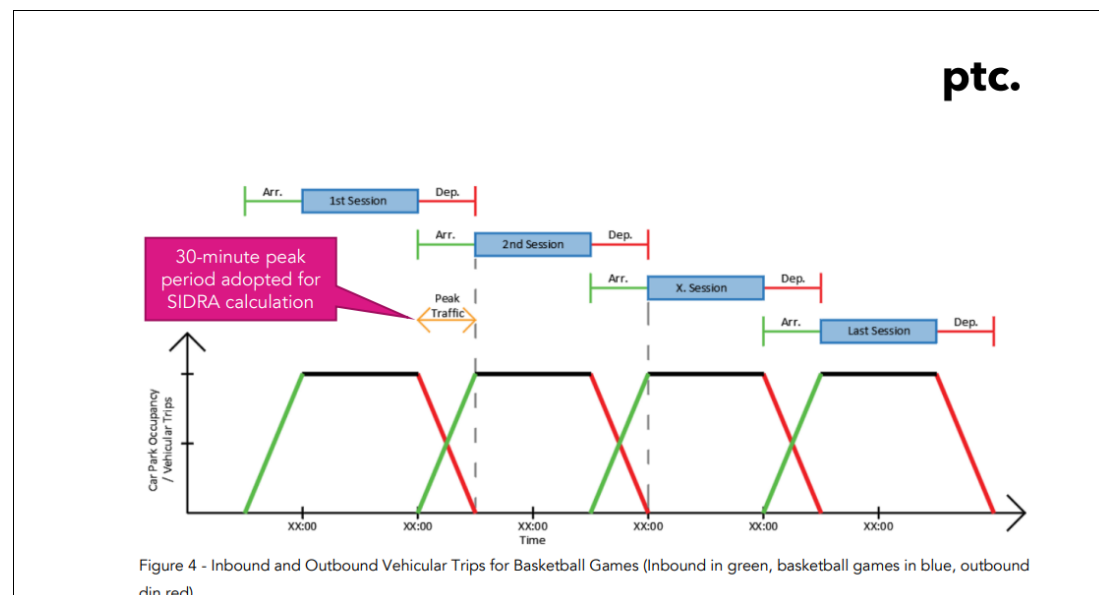 ptc.
Arr.
1st Session
Dep.
Arr.
2nd Session
Dep.
30-minute peak
period adopted for
SIDRA calculation
Arr.
X. Session
Dep.
Peak
Traffic
Arr.
Last Session
Dep.
Car Park Occupancy
/ Vehicular Trips
XX:00
XX:00
XX:00
XX:00
XX:00
XX:00
Time
Figure 4 - Inbound and Outbound Vehicular Trips for Basketball Games (Inbound in green, basketball games in blue, outbound
din red)